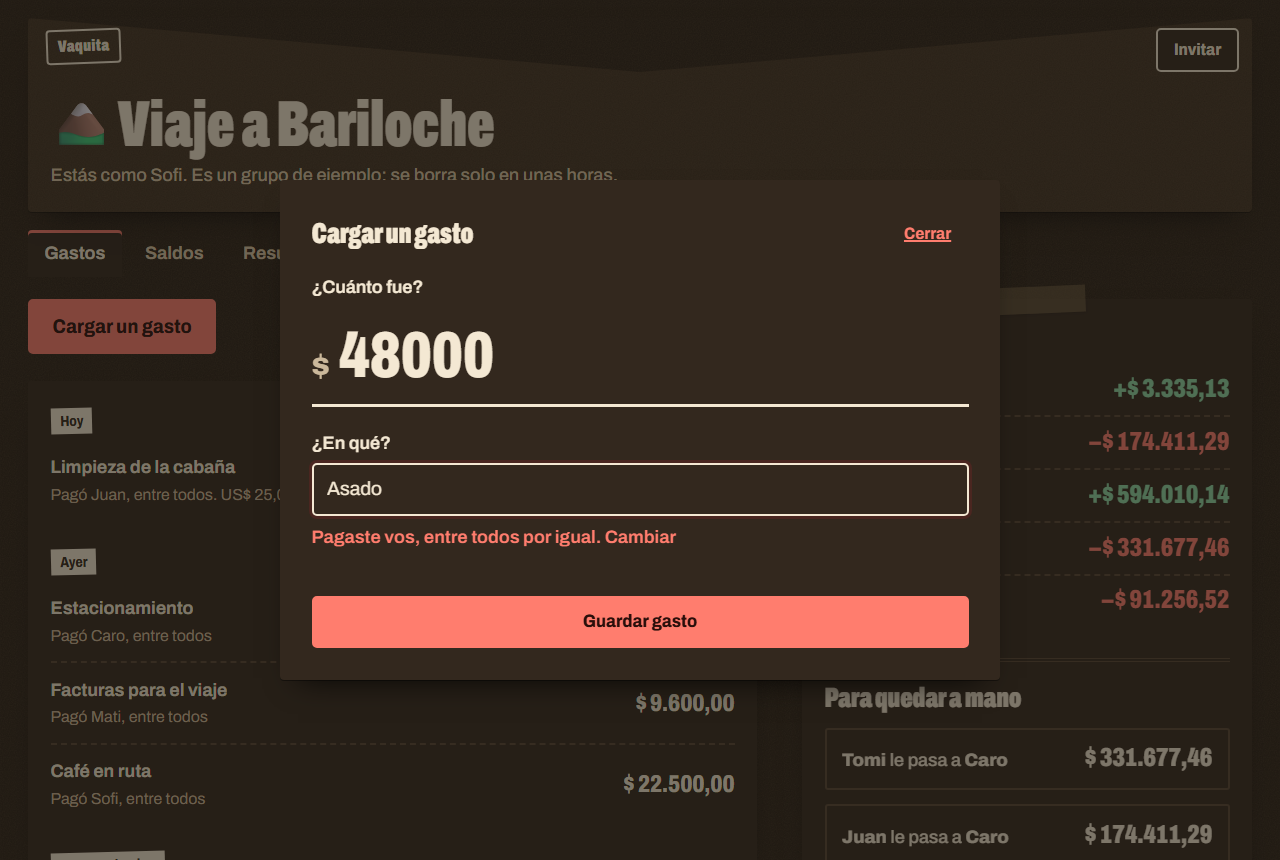 Vaquita
Invitar
Viaje a Bariloche
Estás como Sofi. Es un grupo de ejemplo: se borra solo en unas horas.
Gastos
Saldos
Cargar un gasto
Cerrar
¿Cuánto fue?
$ 48000
¿En qué?
Asado
Pagaste vos, entre todos por igual. Cambiar
Guardar gasto
Cargar un gasto
Hoy
Limpieza de la cabaña
Pagó Juan, entre todos. US$
Ayer
Estacionamiento
Pagó Caro, entre todos
Facturas para el viaje
Pagó Mati, entre todos
$ 9.600,00
Café en ruta
Pagó Sofi, entre todos
$ 22.500,00
+$ 3.335,13
–$ 174.411,29
+$ 594.010,14
–$ 331.677,46
–$ 91.256,52
Para quedar a mano
Tomi le pasa a Caro $ 331.677,46
Juan le pasa a Caro $ 174.411,29